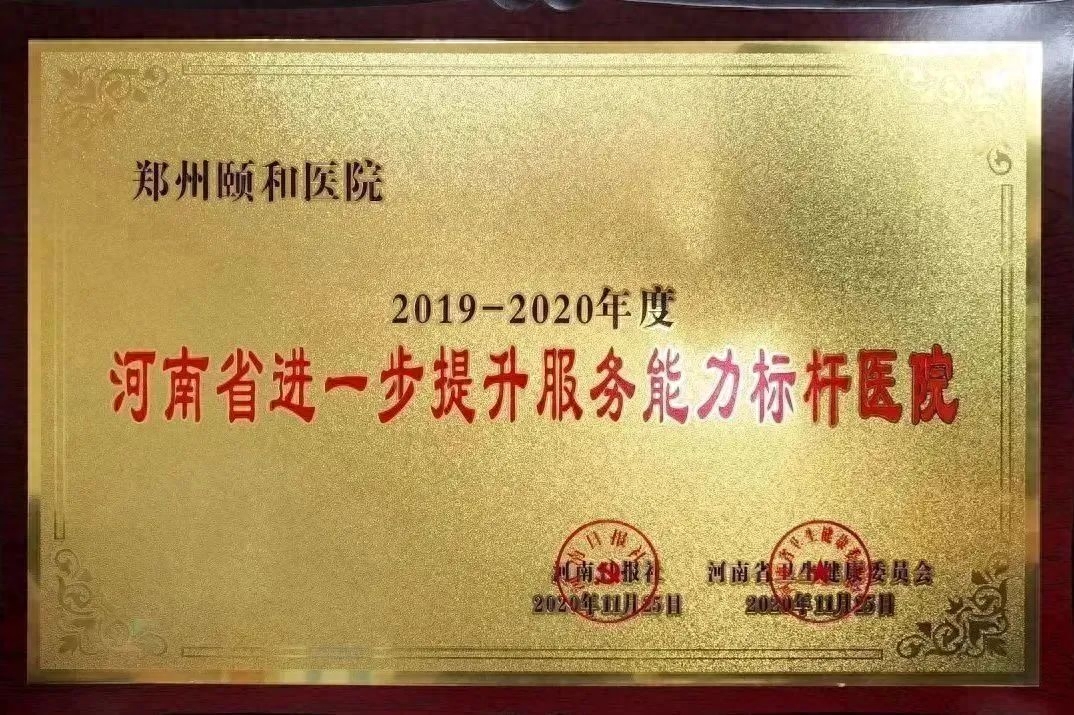 郑州颐和医院
2019-2020年度
河南省进一步提升服务能力标杆医院
河南日报社 河南省卫生健康委员会
2020年11月25日 2020年11月25日